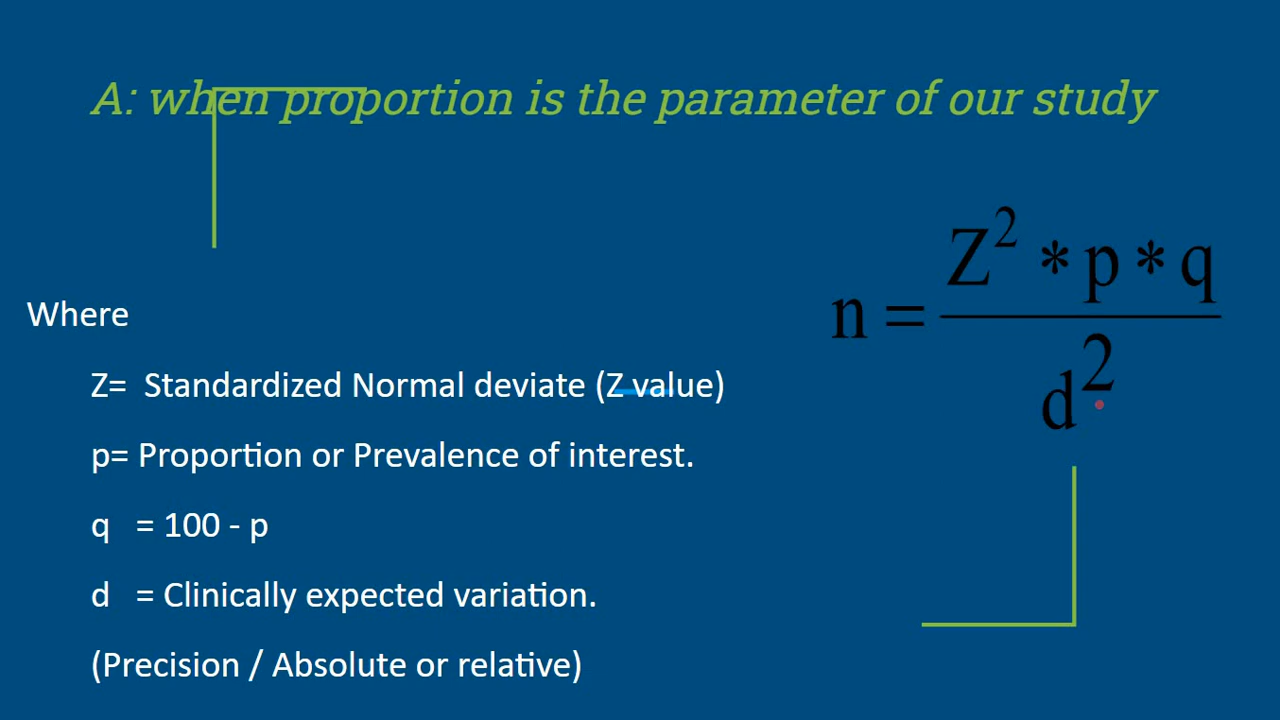 A: when proportion is the parameter of our study
n = Z² * p * q / d²
Where
Z= Standardized Normal deviate (Z value)
p= Proportion or Prevalence of interest.
q = 100 - p
d = Clinically expected variation.
(Precision / Absolute or relative)